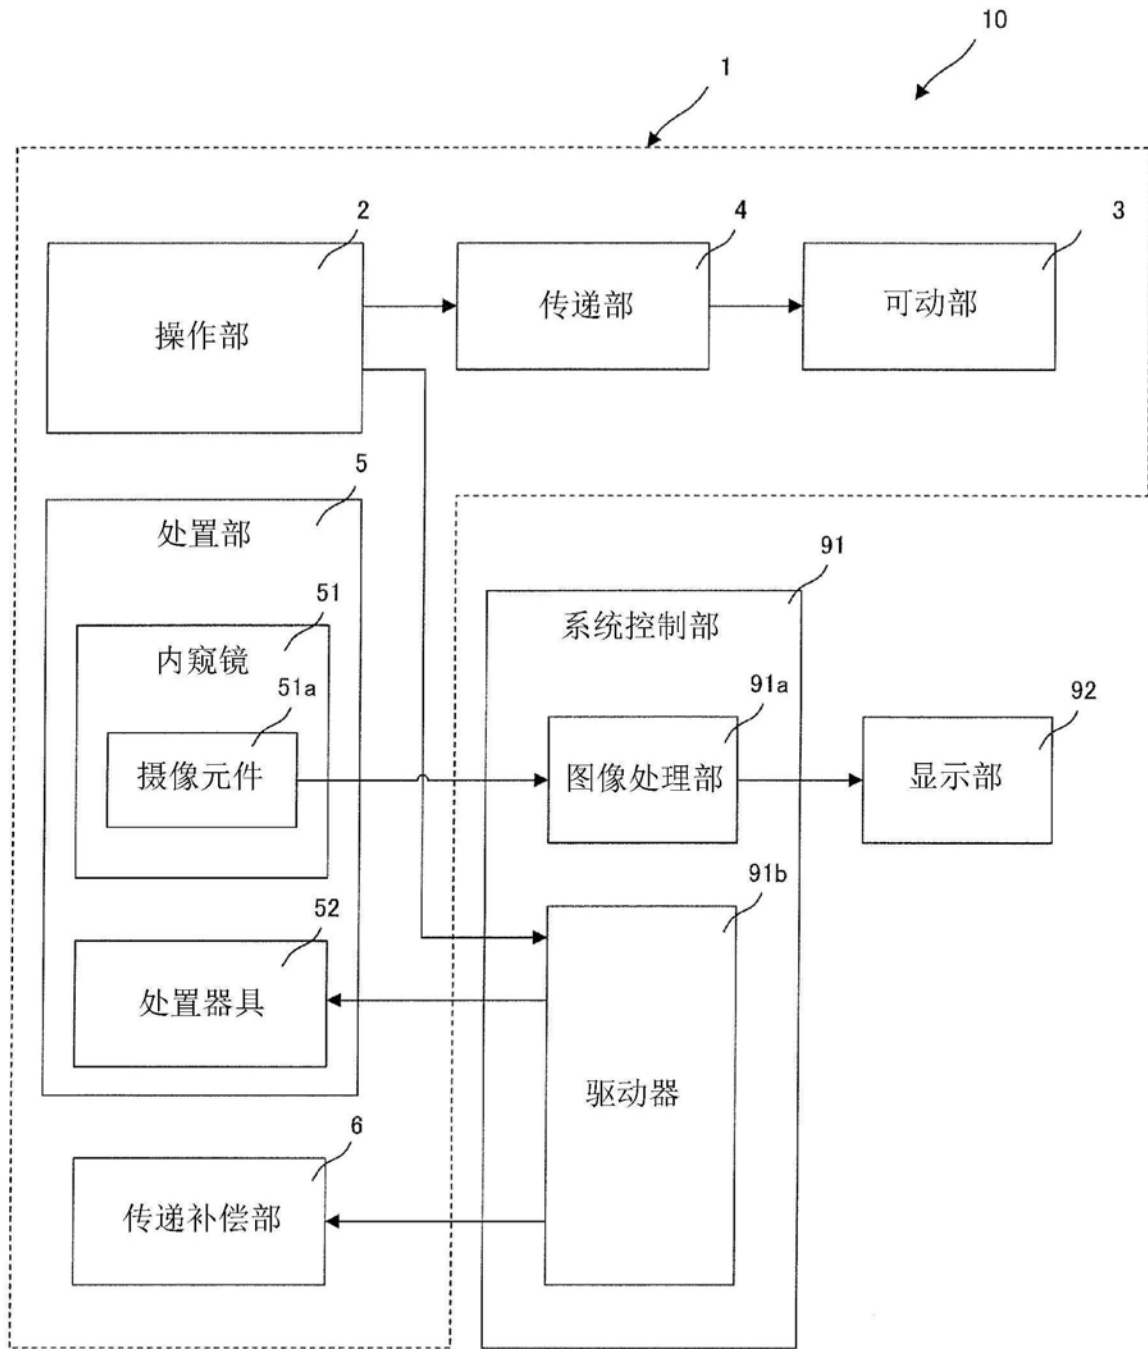 10
1
2
4
3
操作部
传递部
可动部
5
处置部
91
系统控制部
51
内窥镜
51a
91a
92
摄像元件
图像处理部
显示部
91b
52
处置器具
驱动器
6
传递补偿部